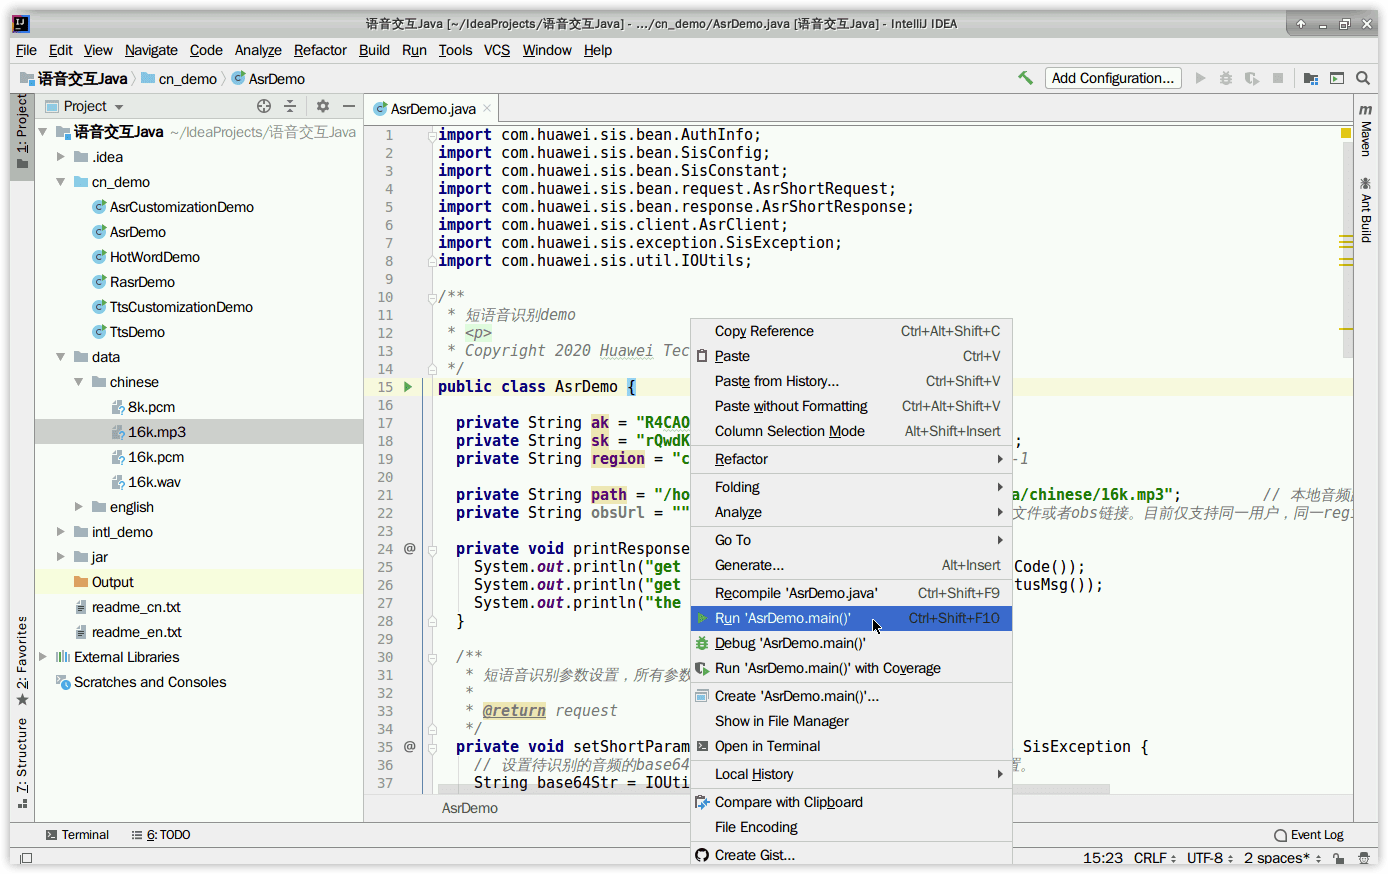 语音交互Java [~/IdeaProjects/语音交互Java] - .../cn_demo/AsrDemo.java [语音交互Java] - IntelliJ IDEA
File Edit View Navigate Code Analyze Refactor Build Run Tools VCS Window Help
语音交互Java cn_demo AsrDemo
Add Configuration...
1: Project
Project
语音交互Java ~/IdeaProjects/语音交互Java
.idea
cn_demo
AsrCustomizationDemo
AsrDemo
HotWordDemo
RasrDemo
TtsCustomizationDemo
TtsDemo
data
chinese
8k.pcm
16k.mp3
16k.pcm
16k.wav
english
intl_demo
jar
Output
readme_cn.txt
readme_en.txt
External Libraries
Scratches and Consoles
2: Favorites
7: Structure
AsrDemo.java
1 import com.huawei.sis.bean.AuthInfo;
2 import com.huawei.sis.bean.SisConfig;
3 import com.huawei.sis.bean.SisConstant;
4 import com.huawei.sis.bean.request.AsrShortRequest;
5 import com.huawei.sis.bean.response.AsrShortResponse;
6 import com.huawei.sis.client.AsrClient;
7 import com.huawei.sis.exception.SisException;
8 import com.huawei.sis.util.IOUtils;
9
10 /**
11 * 短语音识别demo
12 * <p>
13 * Copyright 2020 Huawei Tec
14 */
15 public class AsrDemo {
16
17 private String ak = "R4CAO
18 private String sk = "rQwdK ;
19 private String region = "c -1
20
21 private String path = "/ho a/chinese/16k.mp3"; // 本地音频
22 private String obsUrl = "" 文件或者obs链接。目前仅支持同一用户，同一reg
23
24 @ private void printResponse
25 System.out.println("get Code());
26 System.out.println("get tusMsg());
27 System.out.println("the
28 }
29
30 /**
31 * 短语音识别参数设置，所有参数
32 *
33 * @return request
34 */
35 @ private void setShortParam SisException {
36 // 设置待识别的音频的base64 置。
37 String base64Str = IOUti
AsrDemo
Copy Reference Ctrl+Alt+Shift+C
Paste Ctrl+V
Paste from History... Ctrl+Shift+V
Paste without Formatting Ctrl+Alt+Shift+V
Column Selection Mode Alt+Shift+Insert
Refactor
Folding
Analyze
Go To
Generate... Alt+Insert
Recompile 'AsrDemo.java' Ctrl+Shift+F9
Run 'AsrDemo.main()' Ctrl+Shift+F10
Debug 'AsrDemo.main()'
Run 'AsrDemo.main()' with Coverage
Create 'AsrDemo.main()'...
Show in File Manager
Open in Terminal
Local History
Compare with Clipboard
File Encoding
Create Gist...
m Maven
Ant Build
Terminal 6: TODO
Event Log
15:23 CRLF UTF-8 2 spaces*